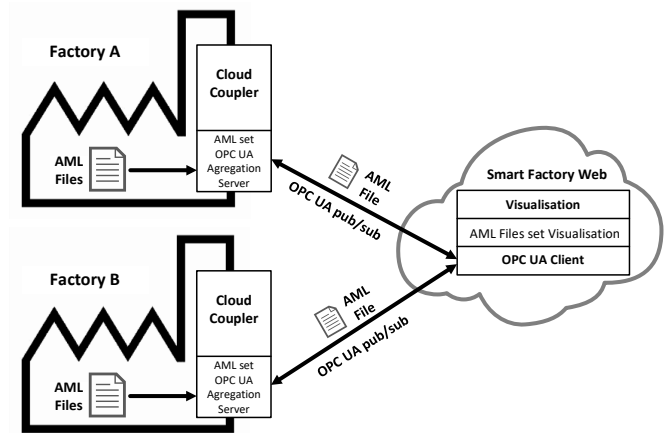 Factory A
Cloud
Coupler
AML
Files
AML set
OPC UA
Agregation
Server
AML
File
OPC UA pub/sub
Smart Factory Web
Visualisation
AML Files set Visualisation
OPC UA Client
Factory B
Cloud
Coupler
AML
Files
AML set
OPC UA
Agregation
Server
AML
File
OPC UA pub/sub